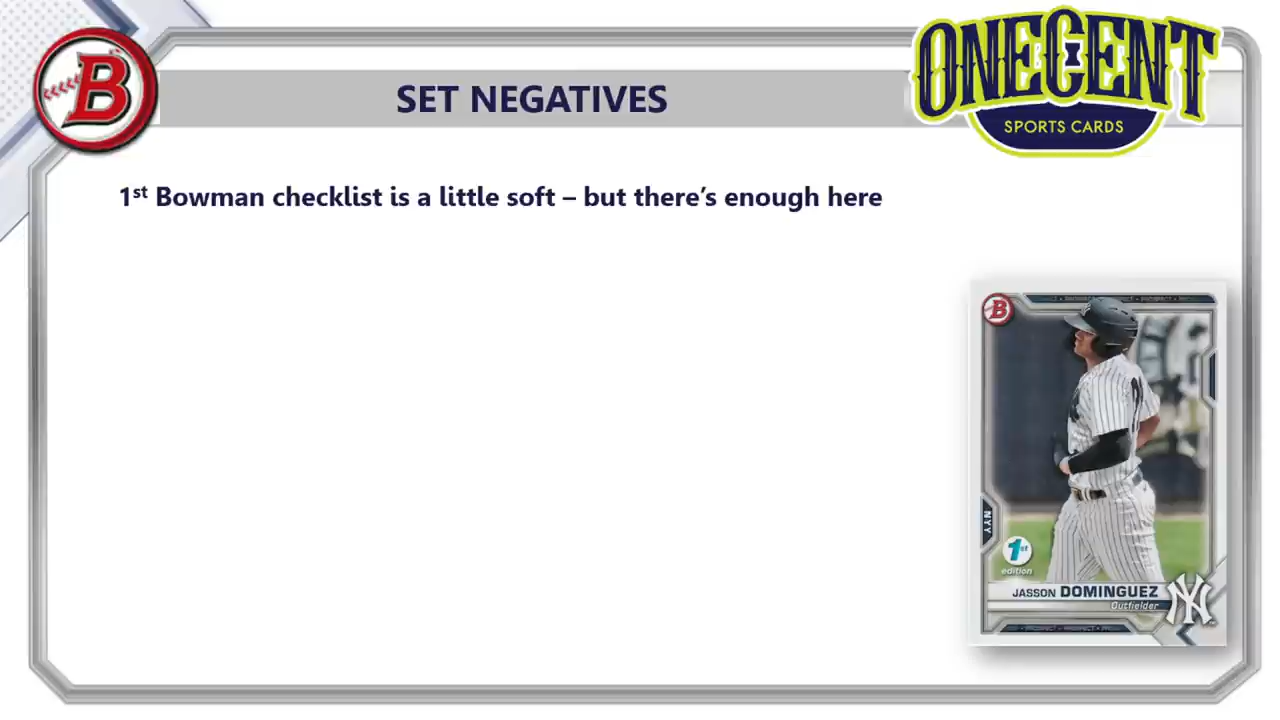 B
SET NEGATIVES
ONECENT
SPORTS CARDS
1st Bowman checklist is a little soft – but there's enough here
B
NYY
1st
edition
JASSON DOMINGUEZ
Outfielder
NY